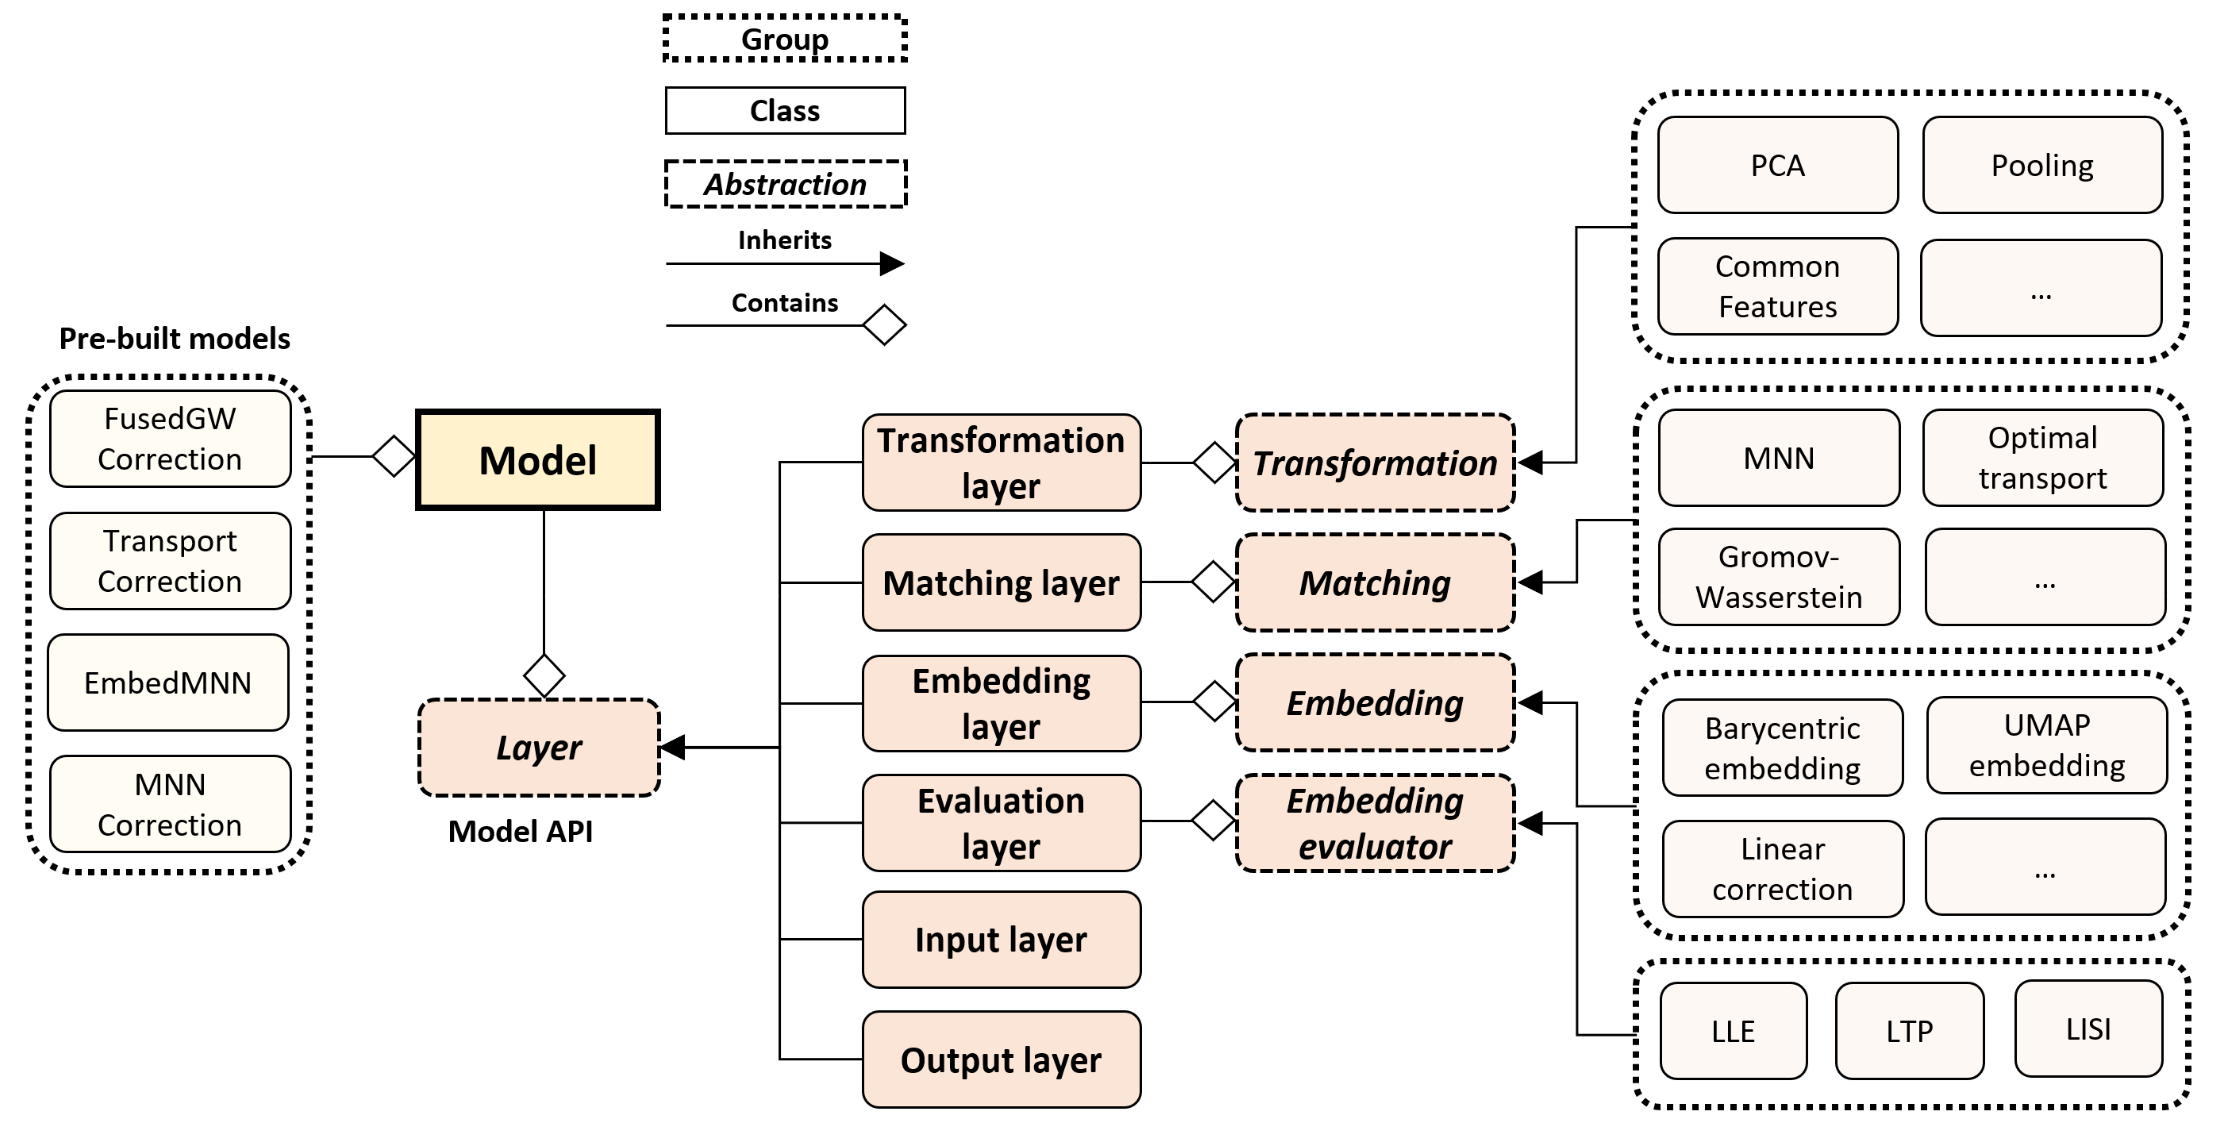 Group
Class
Abstraction
Inherits
Contains
Pre-built models
FusedGW
Correction
Transport
Correction
EmbedMNN
MNN
Correction
Model
Layer
Model API
Transformation
layer
Matching layer
Embedding
layer
Evaluation
layer
Input layer
Output layer
Transformation
Matching
Embedding
Embedding
evaluator
PCA
Pooling
Common
Features
...
MNN
Optimal
transport
Gromov-
Wasserstein
...
Barycentric
embedding
UMAP
embedding
Linear
correction
...
LLE
LTP
LISI